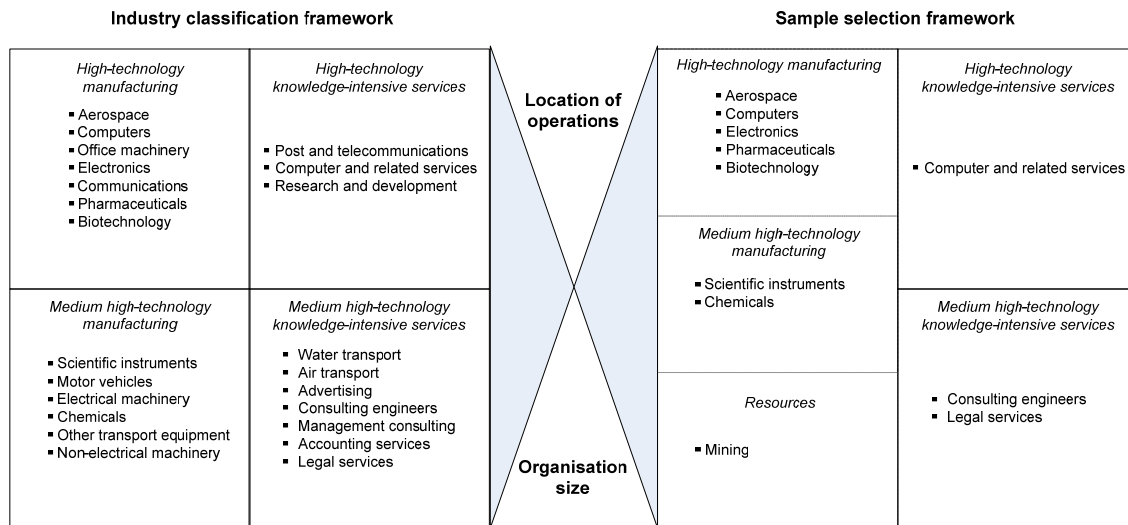 Industry classification framework
High-technology
manufacturing
▪ Aerospace
▪ Computers
▪ Office machinery
▪ Electronics
▪ Communications
▪ Pharmaceuticals
▪ Biotechnology
High-technology
knowledge-intensive services
▪ Post and telecommunications
▪ Computer and related services
▪ Research and development
Medium high-technology
manufacturing
▪ Scientific instruments
▪ Motor vehicles
▪ Electrical machinery
▪ Chemicals
▪ Other transport equipment
▪ Non-electrical machinery
Medium high-technology
knowledge-intensive services
▪ Water transport
▪ Air transport
▪ Advertising
▪ Consulting engineers
▪ Management consulting
▪ Accounting services
▪ Legal services
Location of
operations
Organisation
size
Sample selection framework
High-technology manufacturing
▪ Aerospace
▪ Computers
▪ Electronics
▪ Pharmaceuticals
▪ Biotechnology
High-technology
knowledge-intensive services
▪ Computer and related services
Medium high-technology
manufacturing
▪ Scientific instruments
▪ Chemicals
Resources
▪ Mining
Medium high-technology
knowledge-intensive services
▪ Consulting engineers
▪ Legal services